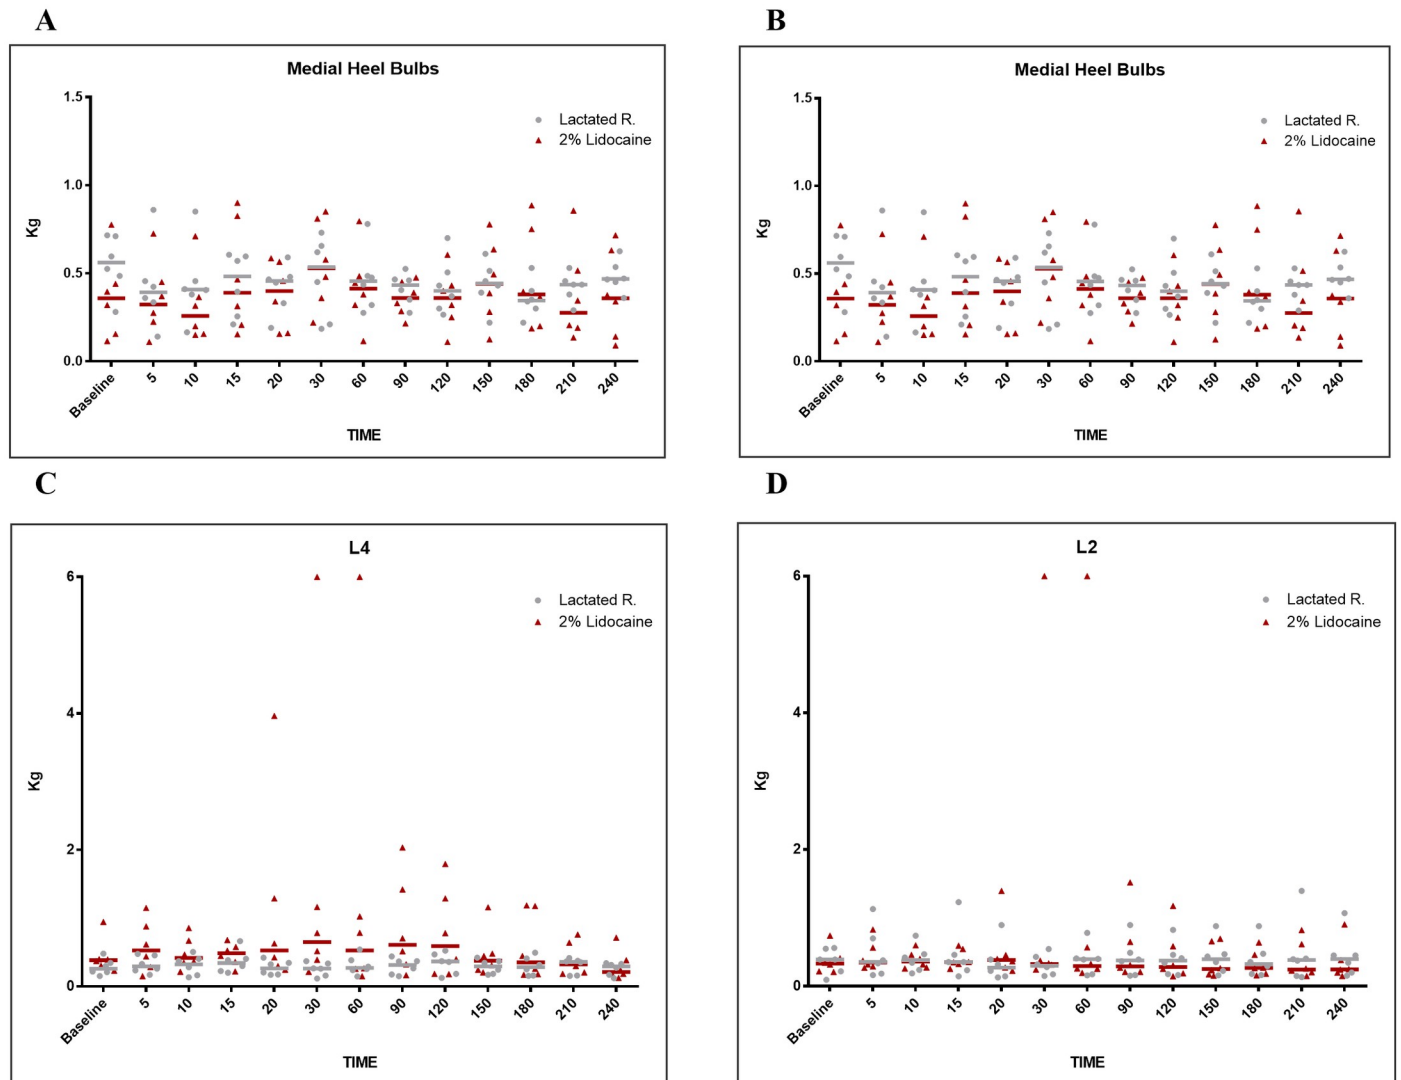 A
Medial Heel Bulbs
1.5
1.0
0.5
0.0
Kg
Lactated R.
2% Lidocaine
Baseline 5 10 15 20 30 60 90 120 150 180 210 240
TIME
B
Medial Heel Bulbs
1.5
1.0
0.5
0.0
Kg
Lactated R.
2% Lidocaine
Baseline 5 10 15 20 30 60 90 120 150 180 210 240
TIME
C
L4
6
4
2
0
Kg
Lactated R.
2% Lidocaine
Baseline 5 10 15 20 30 60 90 120 150 180 210 240
TIME
D
L2
6
4
2
0
Kg
Lactated R.
2% Lidocaine
Baseline 5 10 15 20 30 60 90 120 150 180 210 240
TIME